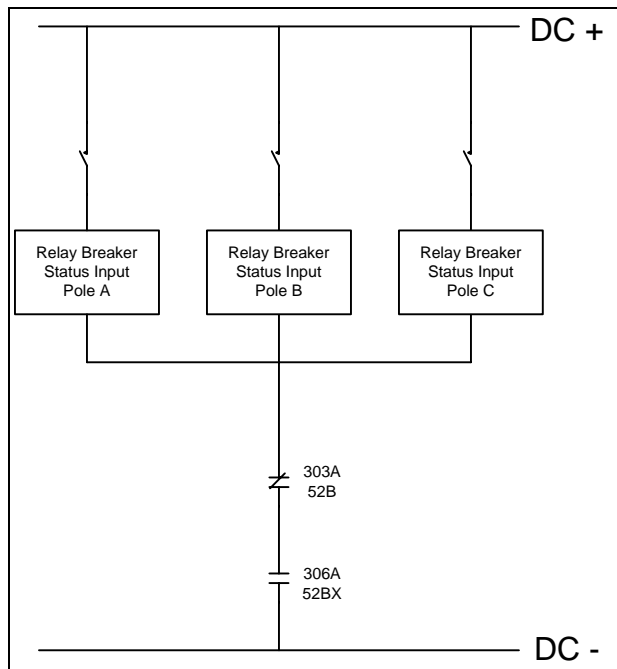 DC +
Relay Breaker
Status Input
Pole A
Relay Breaker
Status Input
Pole B
Relay Breaker
Status Input
Pole C
303A
52B
306A
52BX
DC -